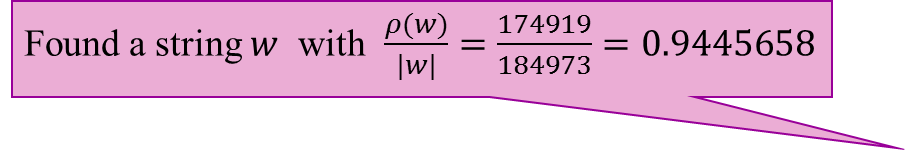 Found a string w with ρ(w)/|w| = 174919/184973 = 0.9445658